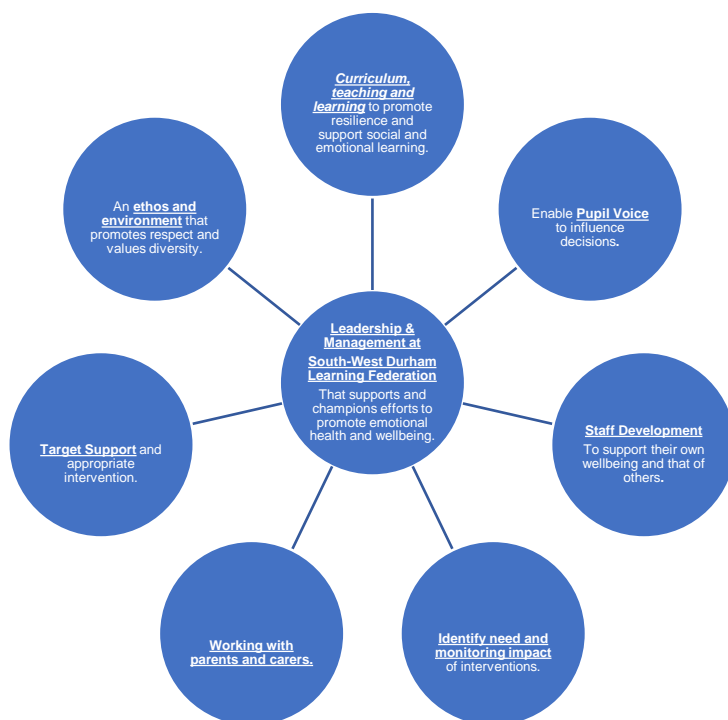 Curriculum,
teaching and
learning to promote
resilience and
support social and
emotional learning.
Enable Pupil Voice
to influence
decisions.
Staff Development
To support their own
wellbeing and that of
others.
Identify need and
monitoring impact
of interventions.
Working with
parents and carers.
Target Support and
appropriate
intervention.
An ethos and
environment that
promotes respect and
values diversity.
Leadership &
Management at
South-West Durham
Learning Federation
That supports and
champions efforts to
promote emotional
health and wellbeing.